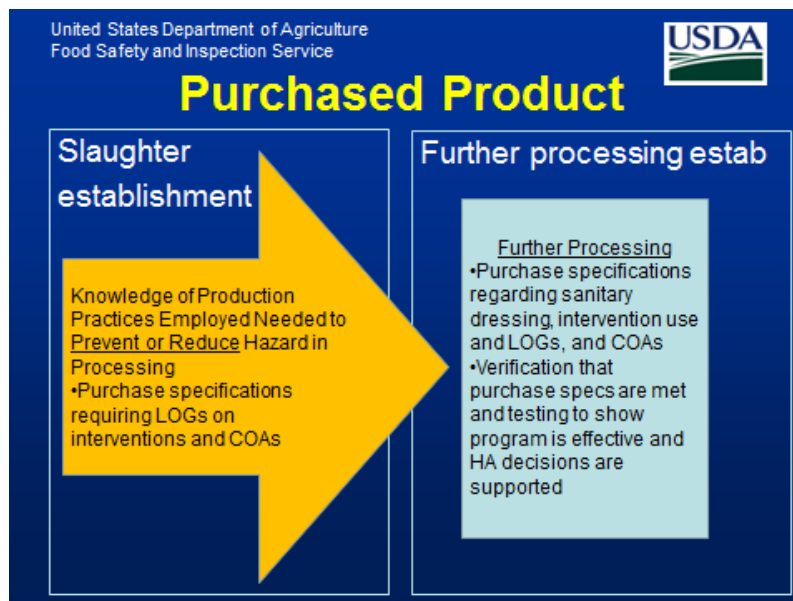 United States Department of Agriculture
Food Safety and Inspection Service
USDA
Purchased Product
Slaughter
establishment
Knowledge of Production
Practices Employed Needed to
Prevent or Reduce Hazard in
Processing
•Purchase specifications
requiring LOGs on
interventions and COAs
Further processing estab
Further Processing
•Purchase specifications
regarding sanitary
dressing, intervention use
and LOGs, and COAs
•Verification that
purchase specs are met
and testing to show
program is effective and
HA decisions are
supported